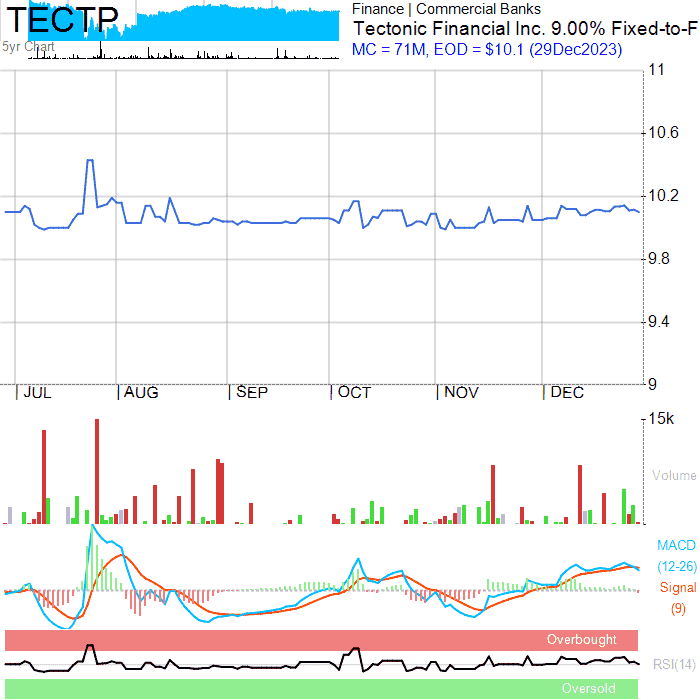 TECTP
5yr Chart
Finance | Commercial Banks
Tectonic Financial Inc. 9.00% Fixed-to-F
MC = 71M, EOD = $10.1 (29Dec2023)
11
10.6
10.2
9.8
9.4
9
JUL AUG SEP OCT NOV DEC
15k
Volume
MACD
(12-26)
Signal
(9)
Overbought
RSI(14)
Oversold